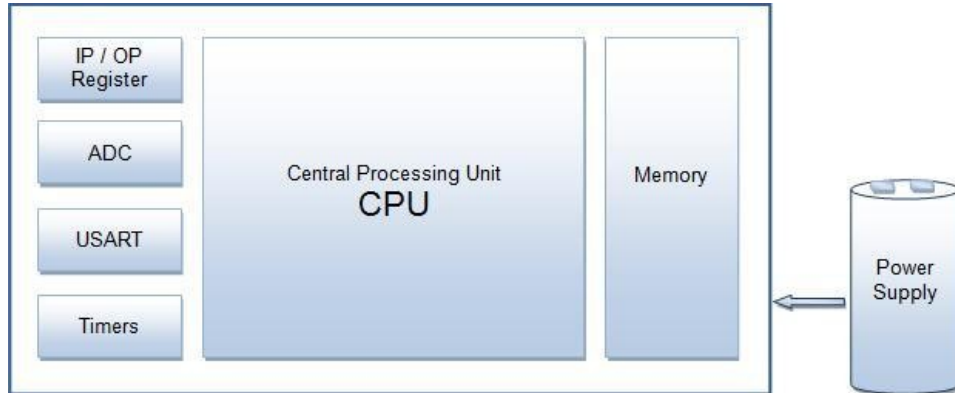 IP / OP
Register
ADC
USART
Timers
Central Processing Unit
CPU
Memory
Power
Supply